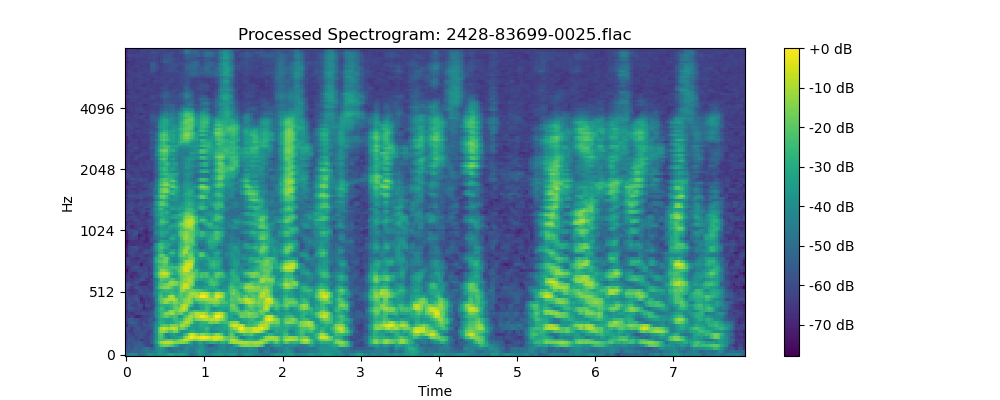 Processed Spectrogram: 2428-83699-0025.flac
Hz
4096
2048
1024
512
0
0 1 2 3 4 5 6 7
Time
+0 dB
-10 dB
-20 dB
-30 dB
-40 dB
-50 dB
-60 dB
-70 dB